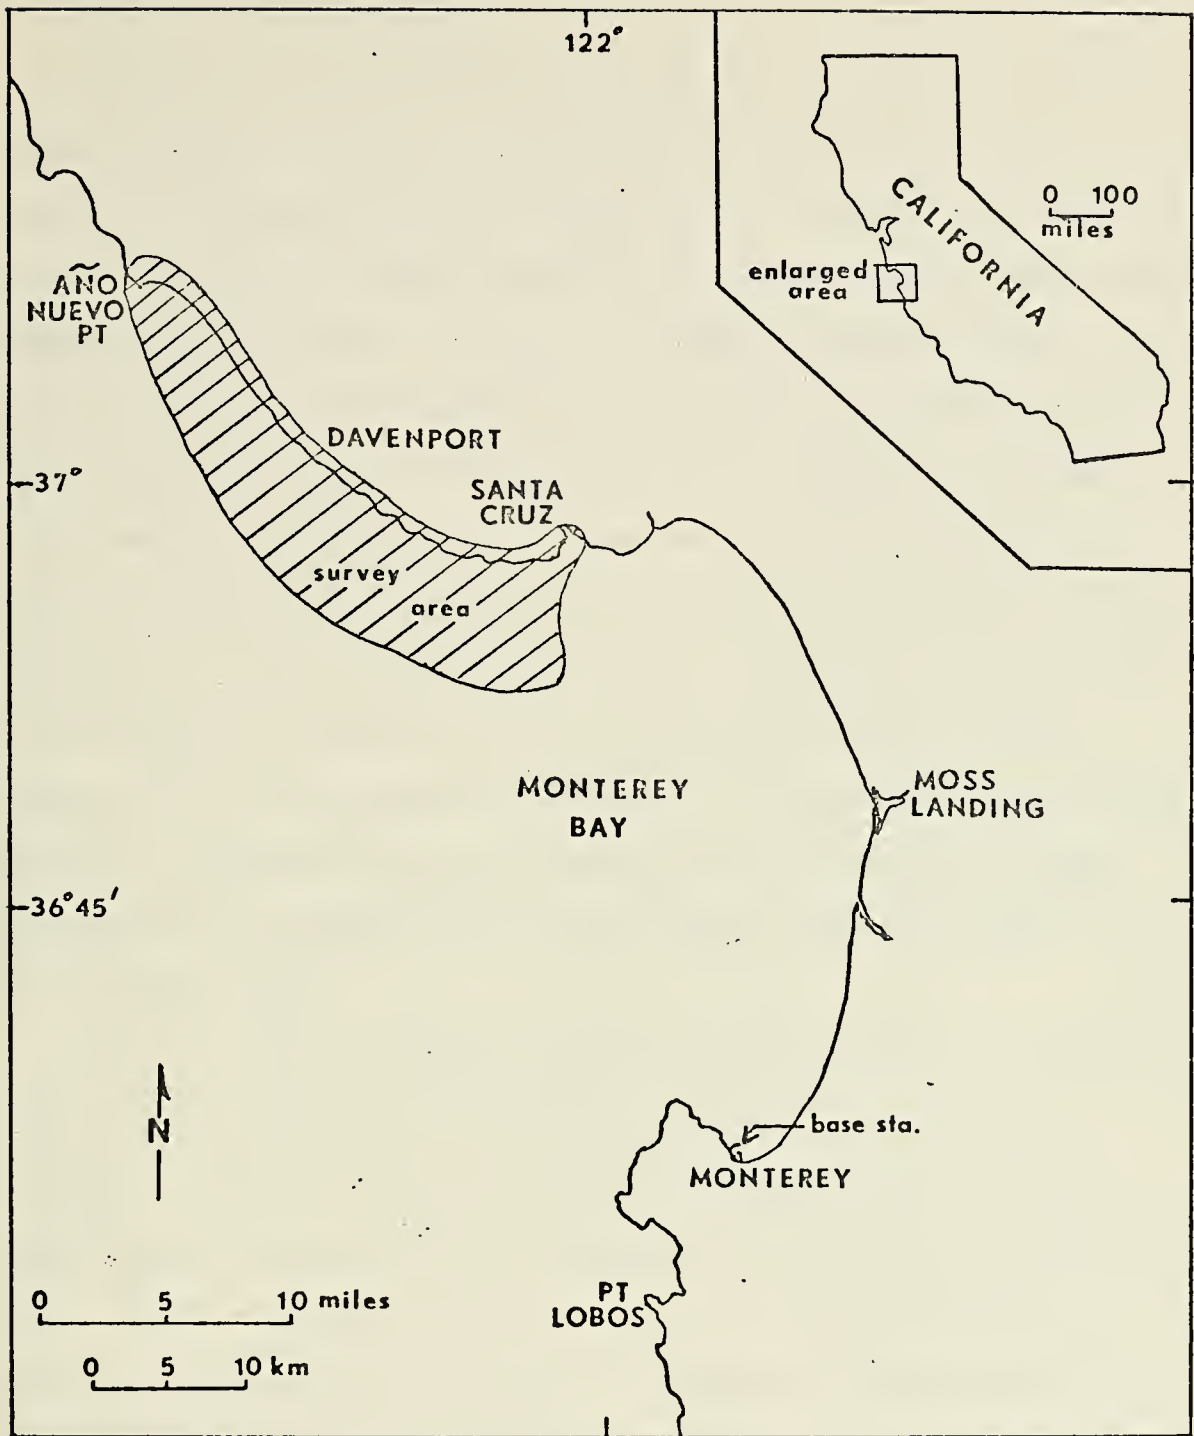 122°
CALIFORNIA
0 100
miles
enlarged
area
AÑO
NUEVO
PT
DAVENPORT
37°
SANTA
CRUZ
survey
area
MONTEREY
BAY
MOSS
LANDING
36°45'
N
base sta.
MONTEREY
0 5 10 miles
PT
LOBOS
0 5 10 km